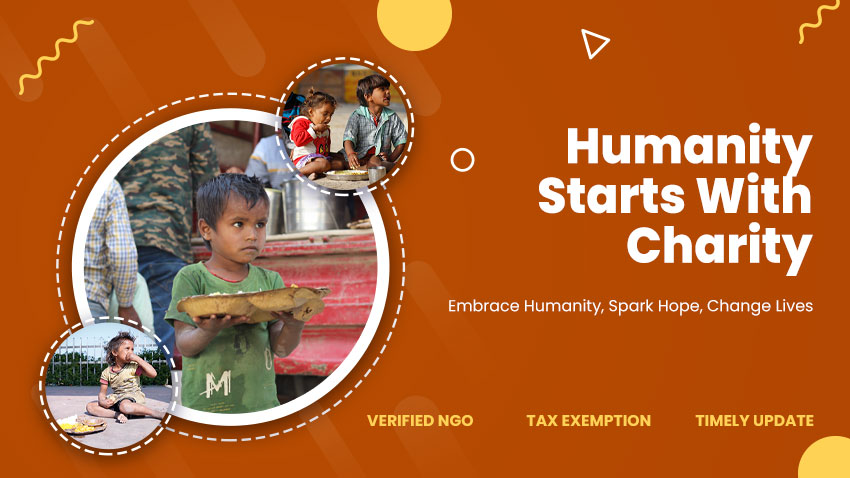 Humanity
Starts With
Charity
Embrace Humanity, Spark Hope, Change Lives
VERIFIED NGO TAX EXEMPTION TIMELY UPDATE
M